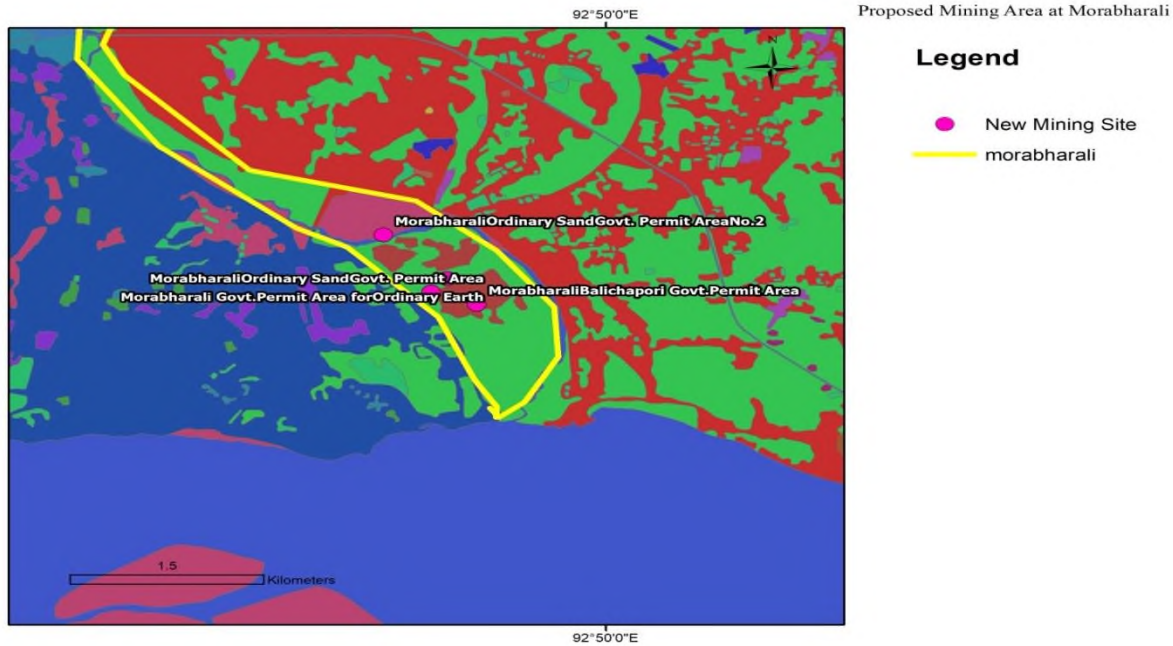 92°50'0"E
Proposed Mining Area at Morabharali
Legend
N
New Mining Site
morabharali
MorabharaliOrdinary SandGovt. Permit AreaNo.2
MorabharaliOrdinary SandGovt. Permit Area
MorabharaliBalichapori Govt.Permit Area
Morabharali Govt.Permit Area forOrdinary Earth
1.5
Kilometers
92°50'0"E